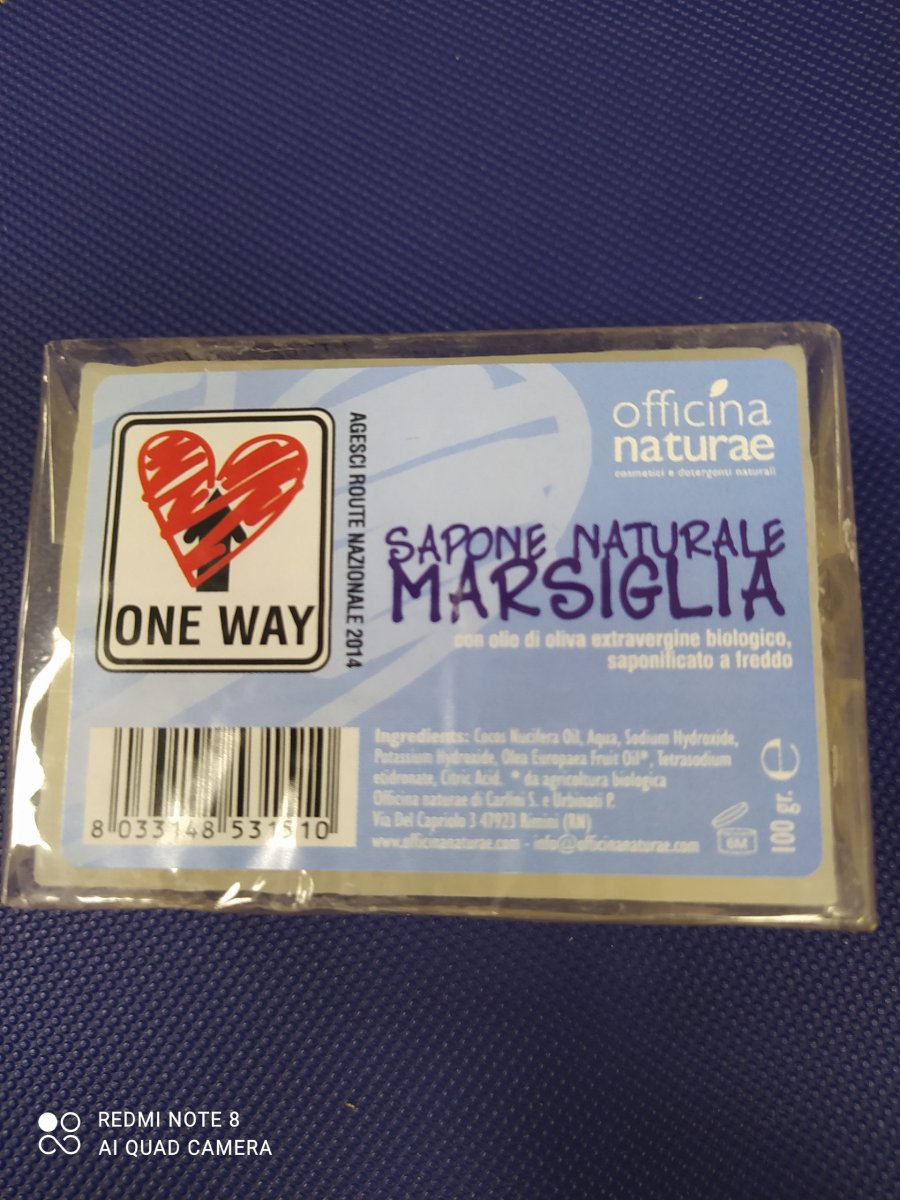 ONE WAY
AGESCI ROUTE NAZIONALE 2014
officina
naturae
cosmetici e detergenti naturali
SAPONE NATURALE
MARSIGLIA
con olio di oliva extravergine biologico,
saponificato a freddo
8 033148 531510
Ingredients: Cocos Nucifera Oil, Aqua, Sodium Hydroxide,
Potassium Hydroxide, Olea Europaea Fruit Oil*, Tetrasodium
etidronate, Citric Acid. * da agricoltura biologica
Officina naturae di Carlini S. e Urbinati P.
Via Del Capriolo 3 47923 Rimini (RN)
www.officinanaturae.com - info@officinanaturae.com
6M
100 gr. e
REDMI NOTE 8
AI QUAD CAMERA